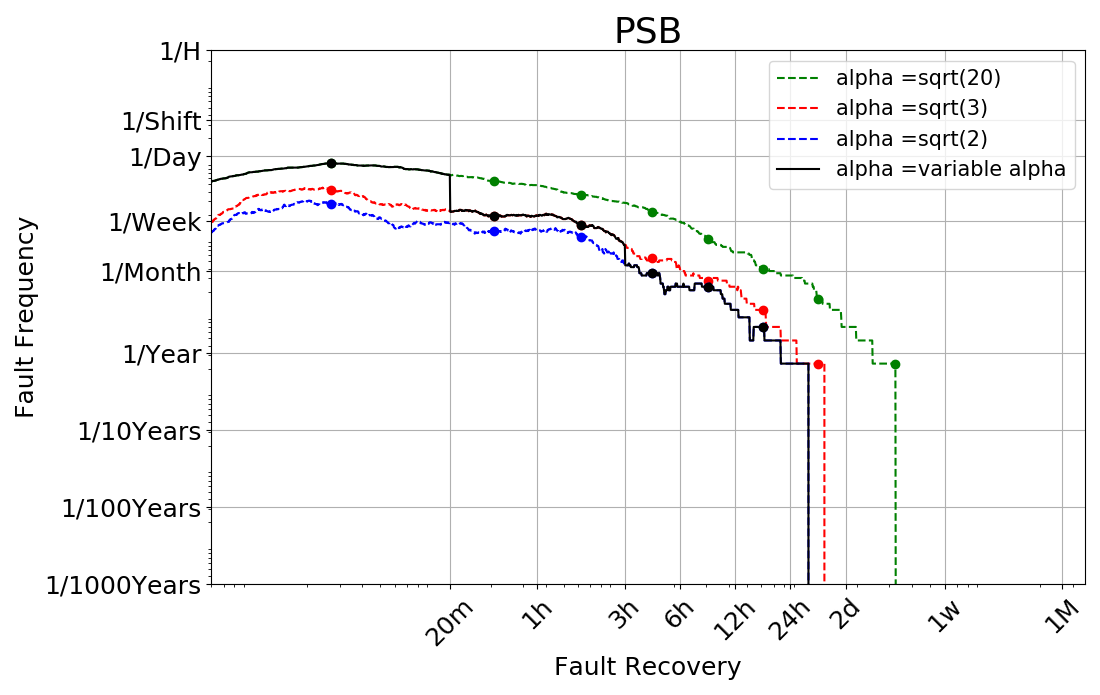 PSB
1/H
1/Shift
1/Day
1/Week
1/Month
1/Year
1/10Years
1/100Years
1/1000Years
Fault Frequency
alpha =sqrt(20)
alpha =sqrt(3)
alpha =sqrt(2)
alpha =variable alpha
20m
1h
3h
6h
12h
24h
2d
1w
1M
Fault Recovery